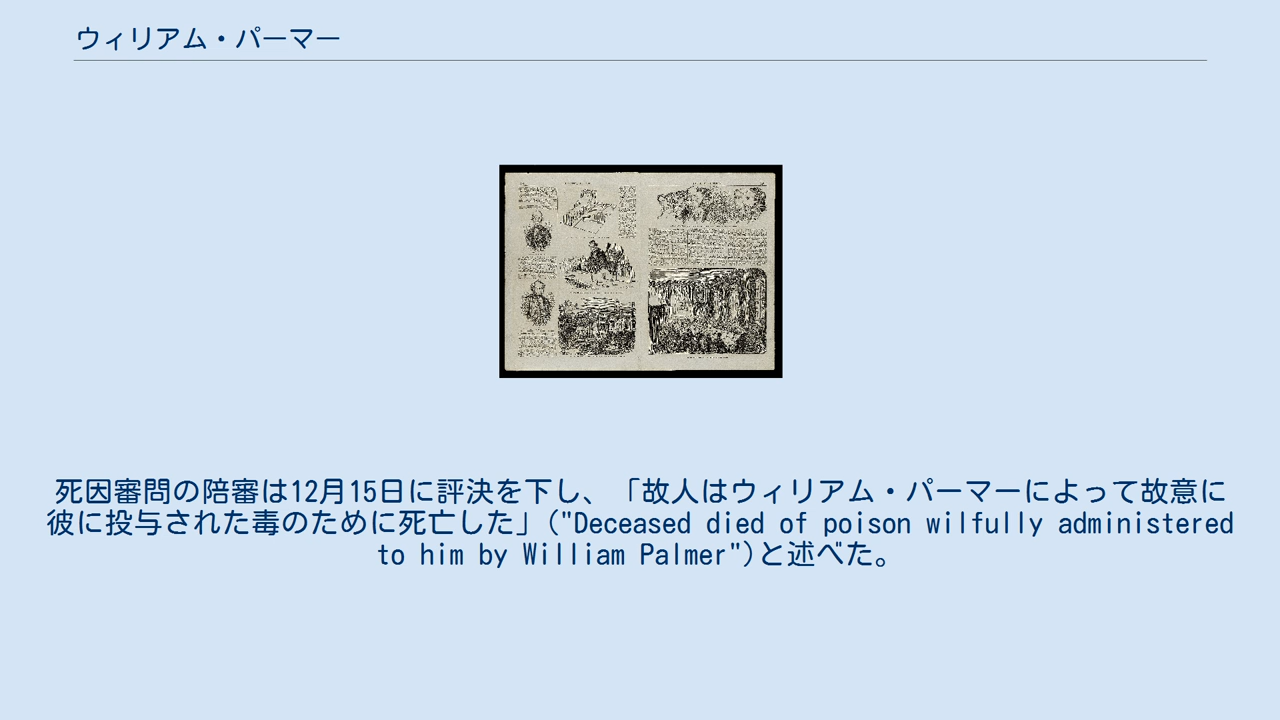 ウィリアム・パーマー
死因審問の陪審は12月15日に評決を下し、「故人はウィリアム・パーマーによって故意に
彼に投与された毒のために死亡した」("Deceased died of poison wilfully administered
to him by William Palmer")と述べた。